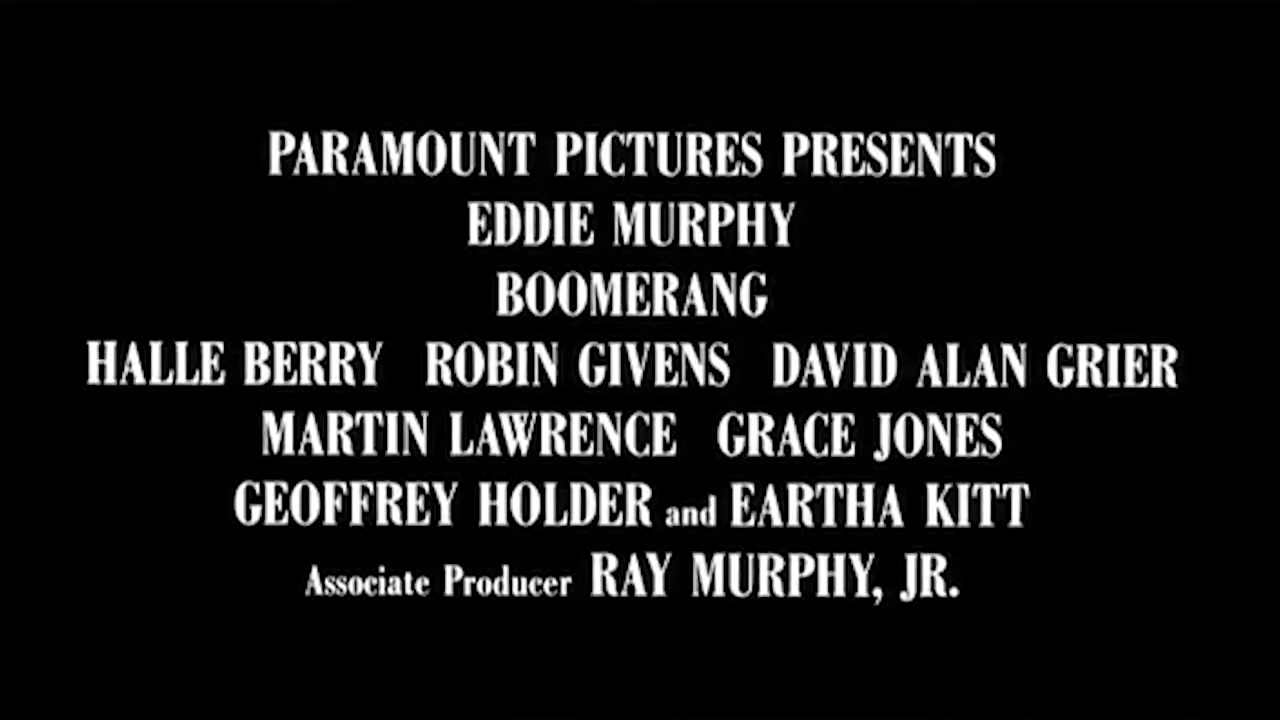 PARAMOUNT PICTURES PRESENTS
EDDIE MURPHY
BOOMERANG
HALLE BERRY ROBIN GIVENS DAVID ALAN GRIER
MARTIN LAWRENCE GRACE JONES
GEOFFREY HOLDER and EARTHA KITT
Associate Producer RAY MURPHY, JR.